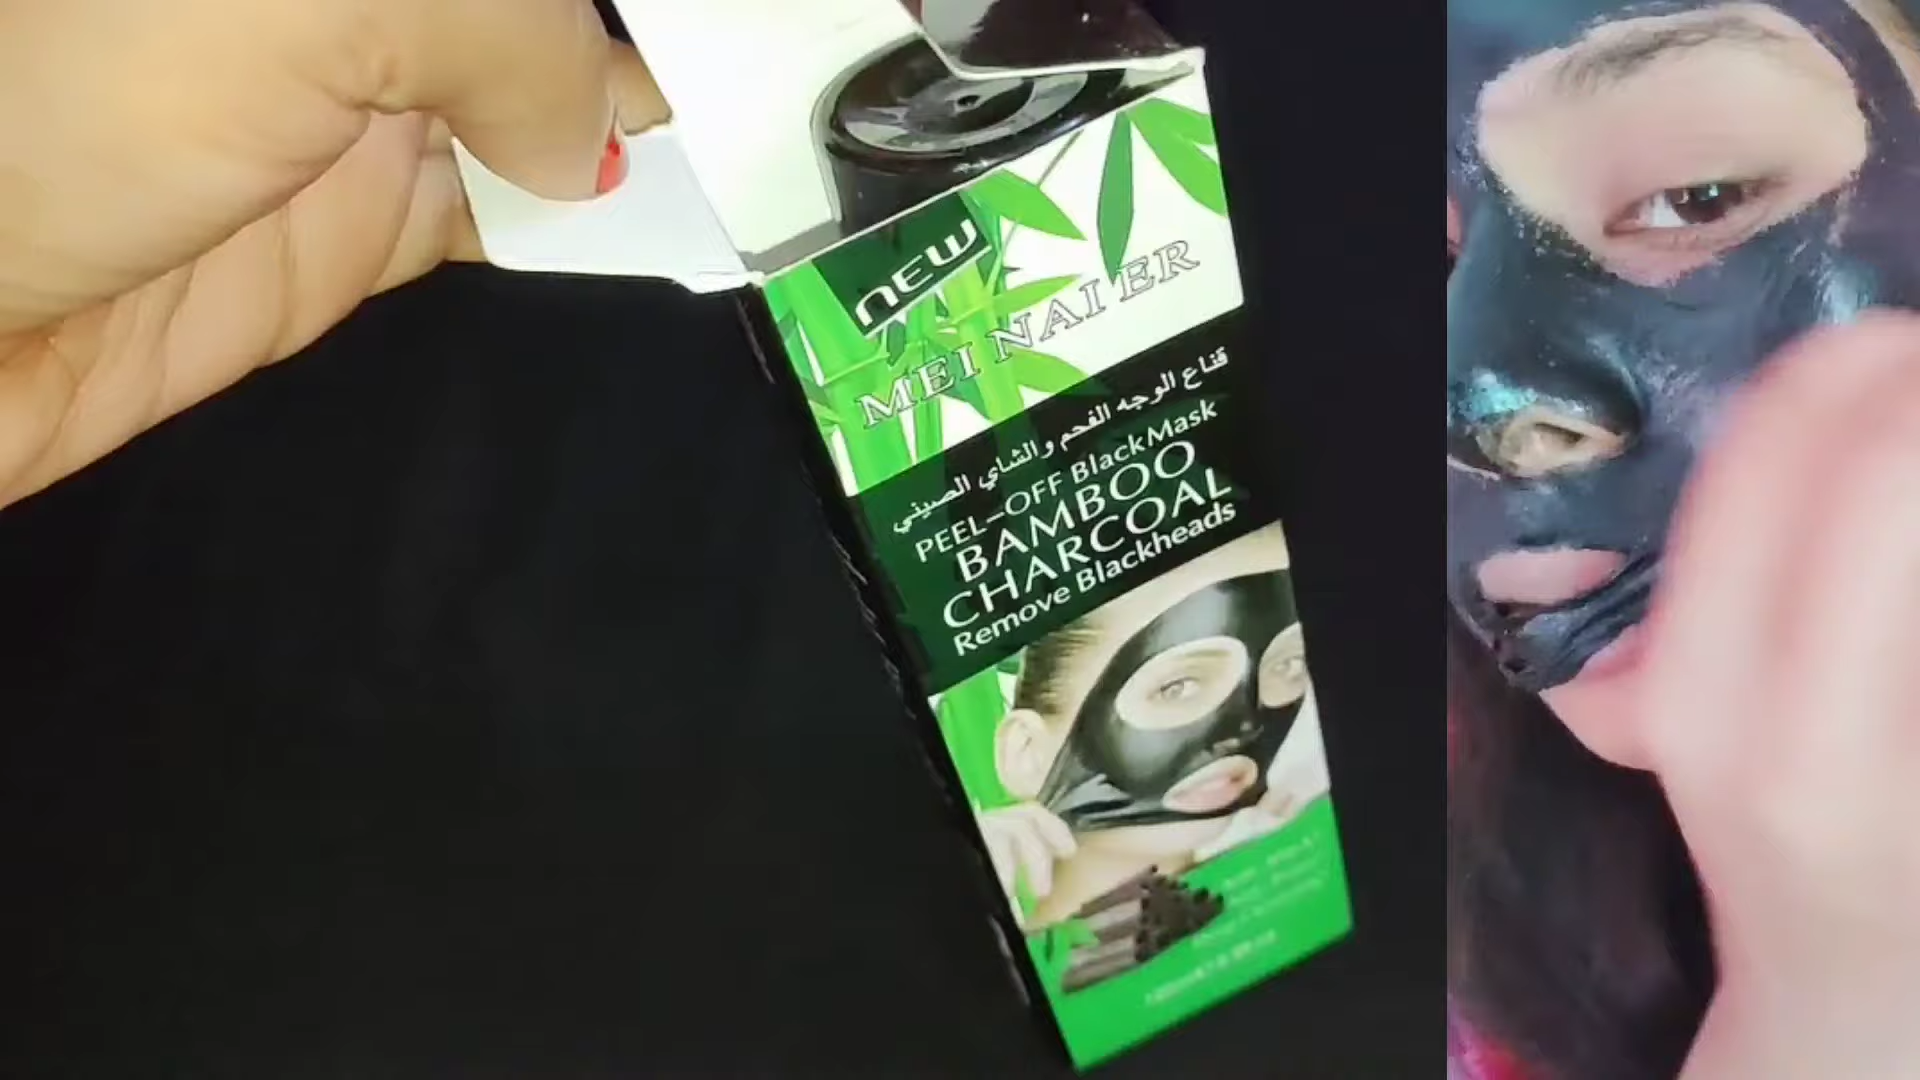 NEW
MEI NAI ER
قناع الوجه الفحم والشاي الصيني
PEEL-OFF BlackMask
BAMBOO
CHARCOAL
Remove Blackheads